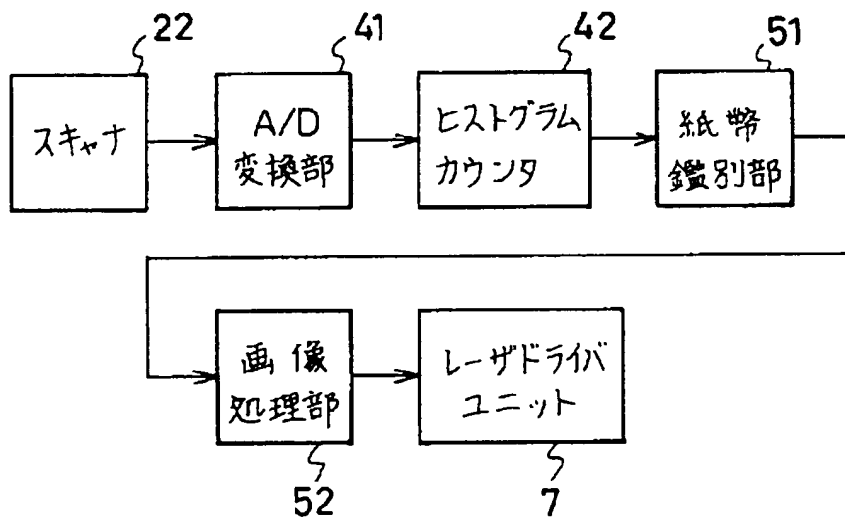 22
41
42
51
スキャナ
A/D
変換部
ヒストグラム
カウンタ
紙幣
鑑別部
画像
処理部
レーザドライバ
ユニット
52
7